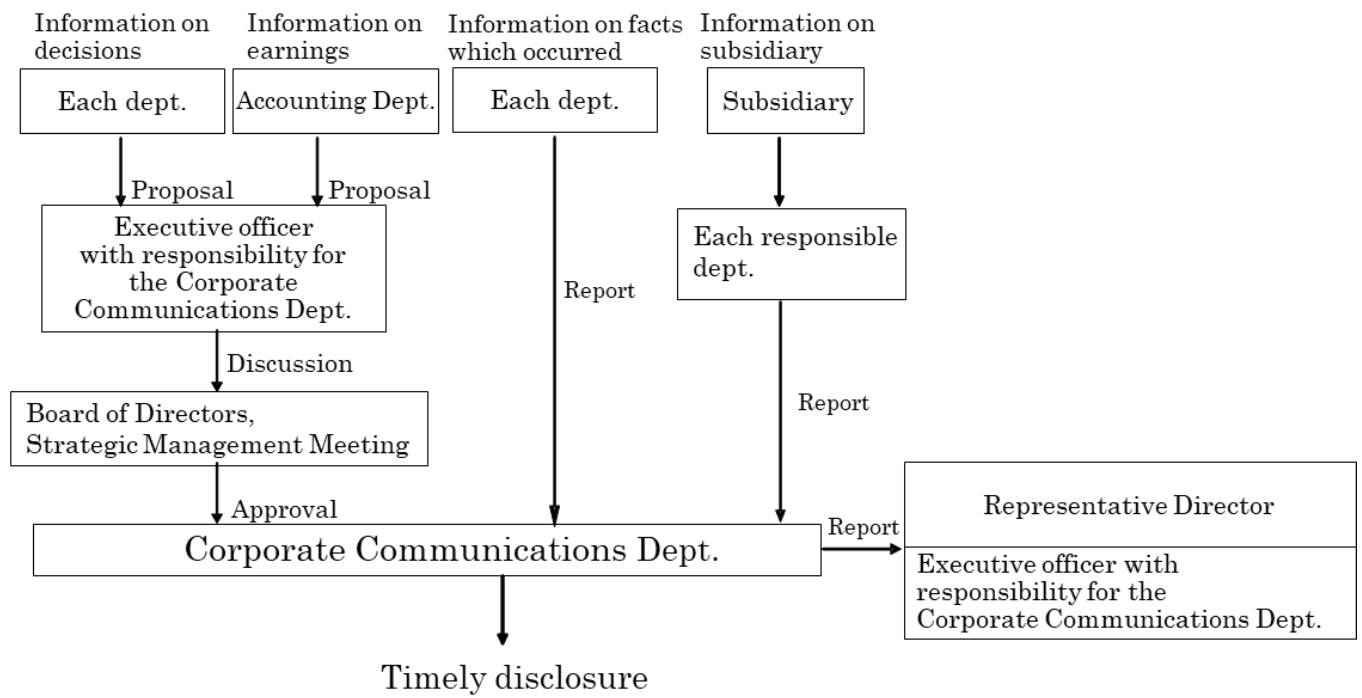 Information on
decisions
Information on
earnings
Information on facts
which occurred
Information on
subsidiary
Each dept.
Accounting Dept.
Each dept.
Subsidiary
Proposal
Proposal
Executive officer
with responsibility for
the Corporate
Communications Dept.
Each responsible
dept.
Report
Discussion
Board of Directors,
Strategic Management Meeting
Report
Approval
Corporate Communications Dept.
Report
Representative Director
Executive officer with
responsibility for the
Corporate Communications Dept.
Timely disclosure